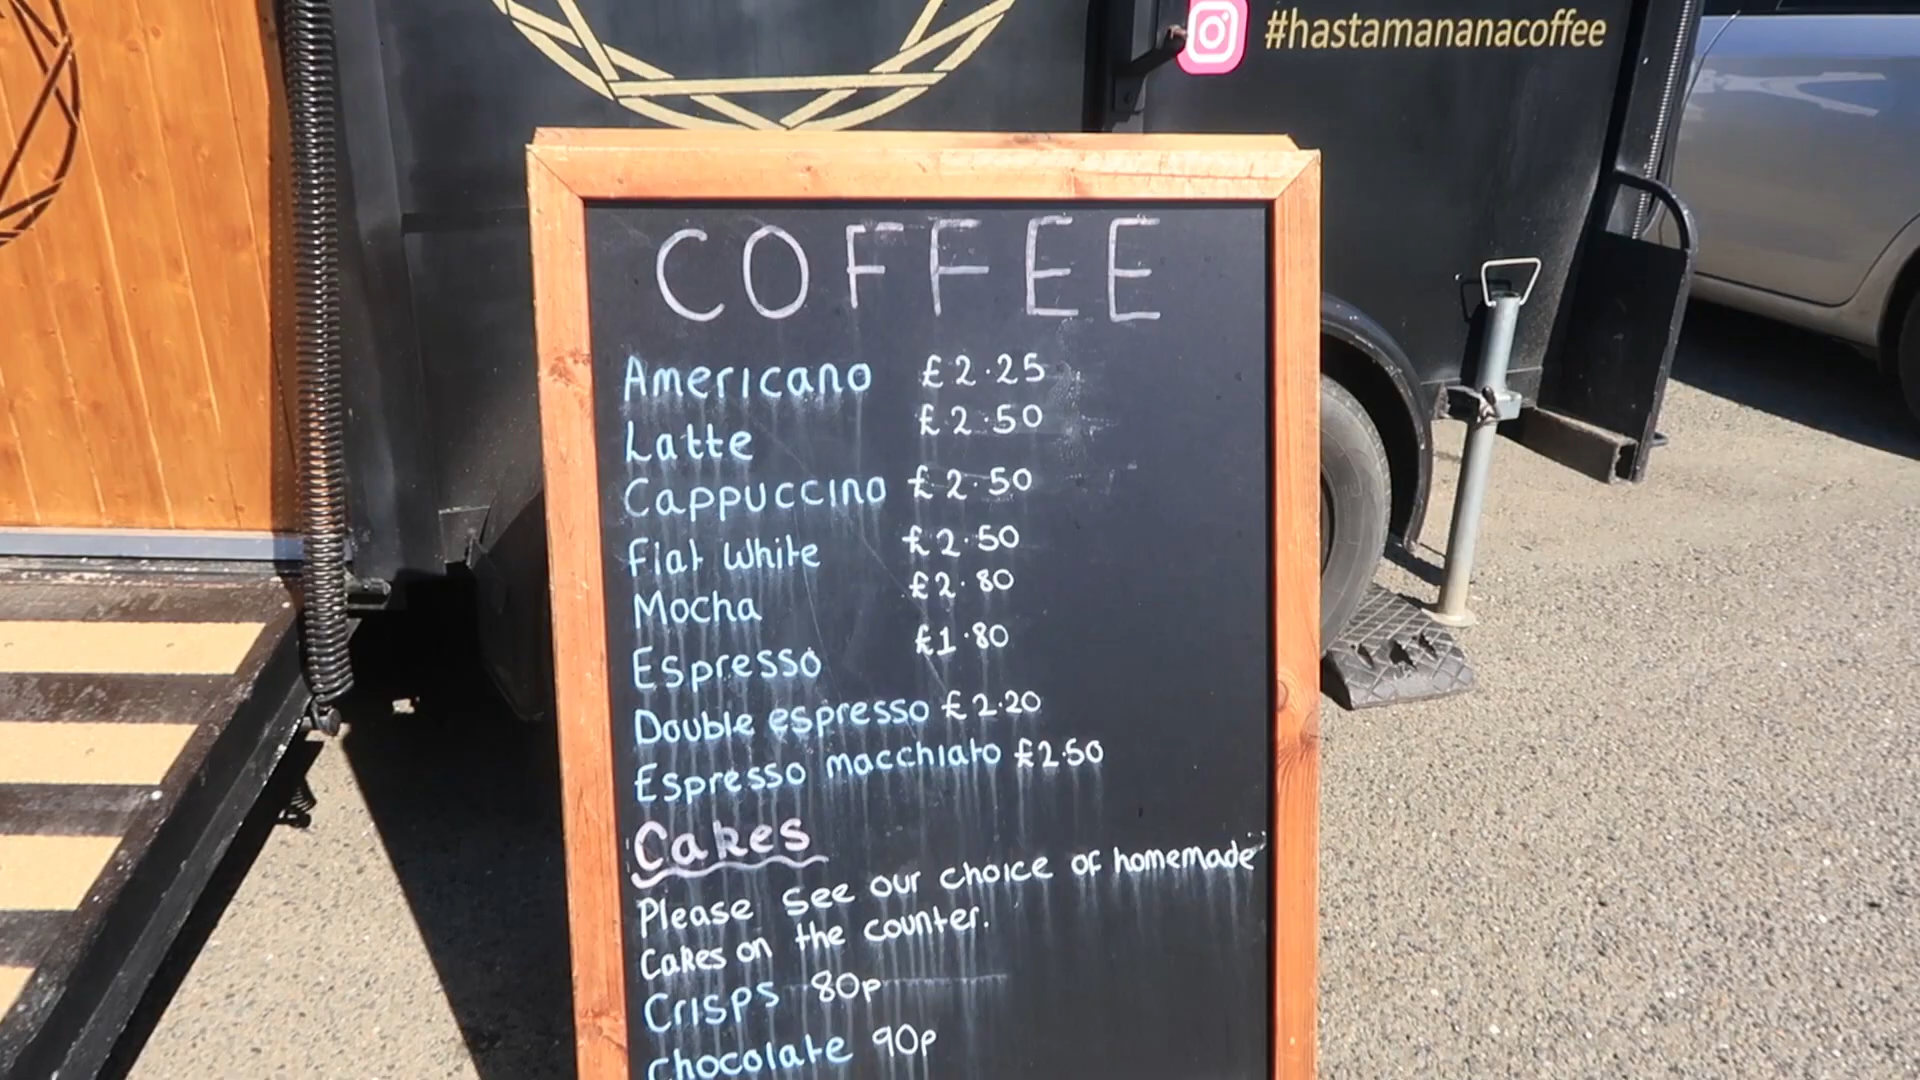 #hastamananacoffee
COFFEE
Americano £2.25
Latte £2.50
Cappuccino £2.50
Flat White £2.50
Mocha £2.80
Espresso £1.80
Double espresso £2.20
Espresso macchiato £2.50
Cakes
Please see our choice of homemade
cakes on the counter.
Crisps 80p
Chocolate 90p